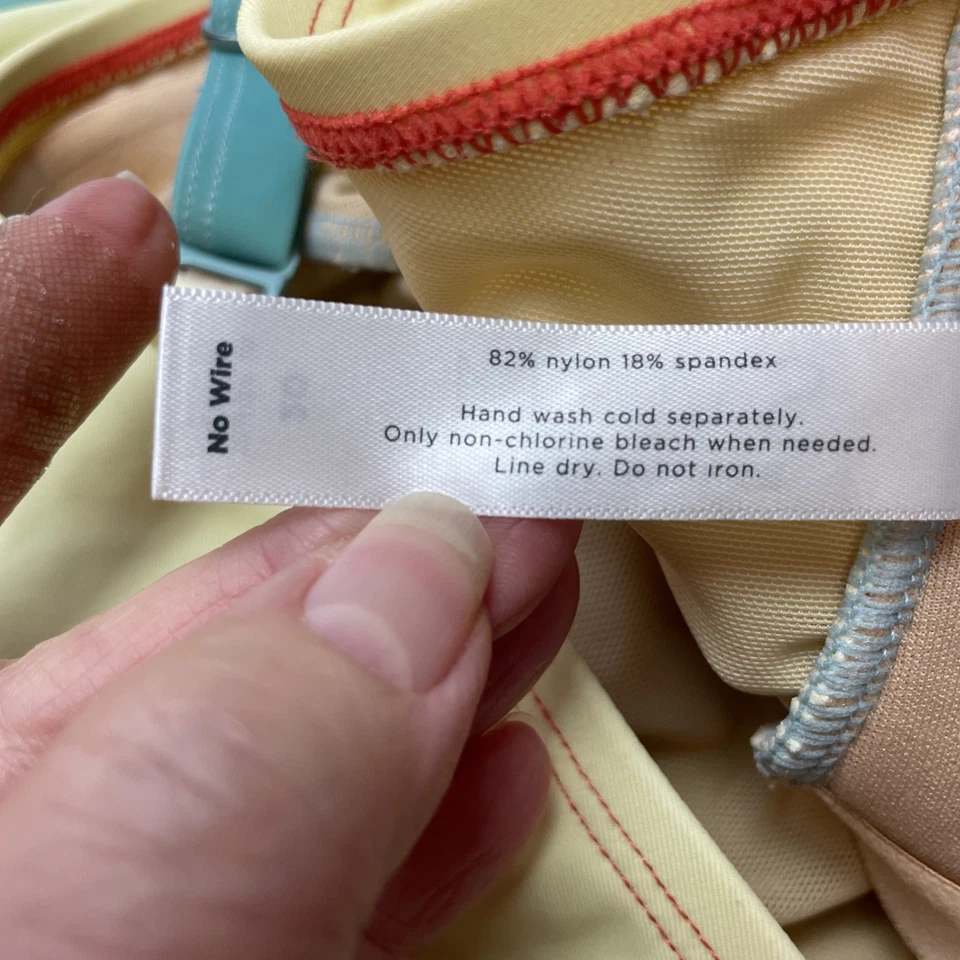 No Wire
82% nylon 18% spandex
Hand wash cold separately.
Only non-chlorine bleach when needed.
Line dry. Do not iron.